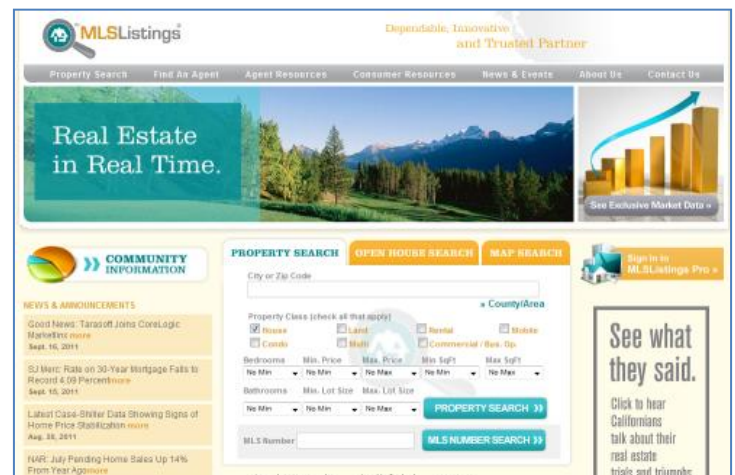 MLSListings
Dependable, Innovative
and Trusted Partner
Property Search Find An Agent Agent Resources Consumer Resources News & Events About Us Contact Us
Real Estate
in Real Time.
See Exclusive Market Data »
COMMUNITY
INFORMATION
NEWS & ANNOUNCEMENTS
Good News: Tarasoff Joins CoreLogic
Marketlinx more
Sept. 16, 2011
SJ Merc: Rate on 30-Year Mortgage Falls to
Record 4.09 Percentmore
Sept. 15, 2011
Latest Case-Shiller Data Showing Signs of
Home Price Stabilization more
Aug. 30, 2011
NAR: July Pending Home Sales Up 14%
From Year Agomore
PROPERTY SEARCH OPEN HOUSE SEARCH MAP SEARCH
City or Zip Code
» County/Area
Property Class (check all that apply)
House Land Rental Mobile
Condo Multi Commercial / Bus. Op.
Bedrooms Min. Price Max. Price Min SqFt Max SqFt
No Min No Min No Max No Min No Max
Bathrooms Min. Lot Size Max. Lot Size
No Min No Min No Max PROPERTY SEARCH
MLS Number MLS NUMBER SEARCH
Sign in to
MLSListings Pro »
See what
they said.
Click to hear
Californians
talk about their
real estate
trials and triumphs